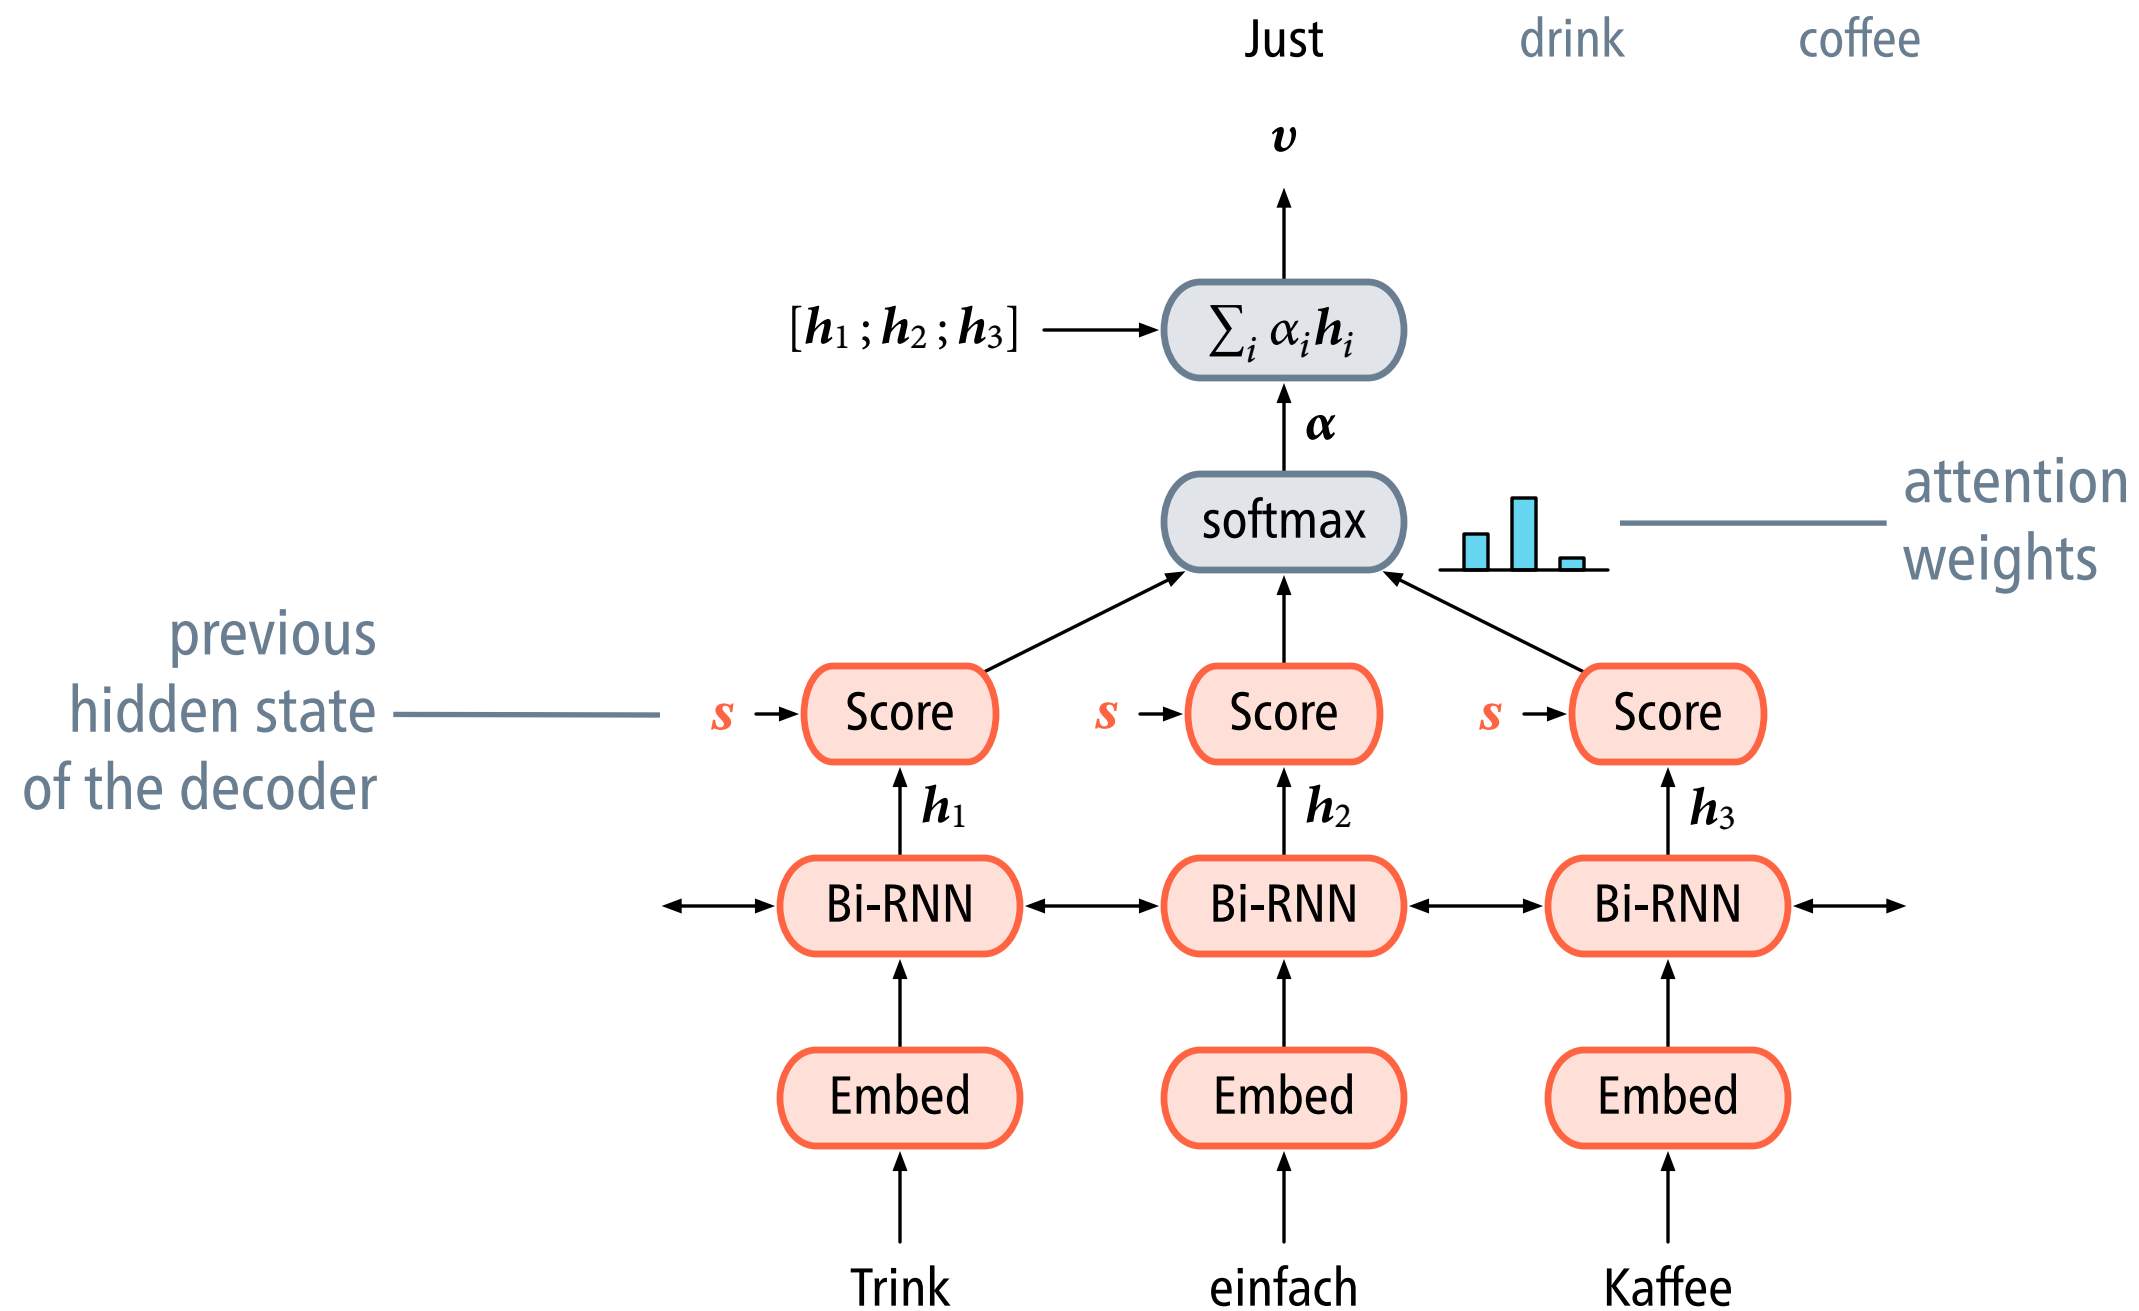 Just drink coffee
v
[h1 ; h2 ; h3] ∑i αihi
α
softmax
attention
weights
previous
hidden state
of the decoder
s Score s Score s Score
h1 h2 h3
Bi-RNN Bi-RNN Bi-RNN
Embed Embed Embed
Trink einfach Kaffee